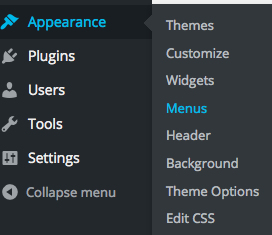 Appearance
Plugins
Users
Tools
Settings
Collapse menu
Themes
Customize
Widgets
Menus
Header
Background
Theme Options
Edit CSS